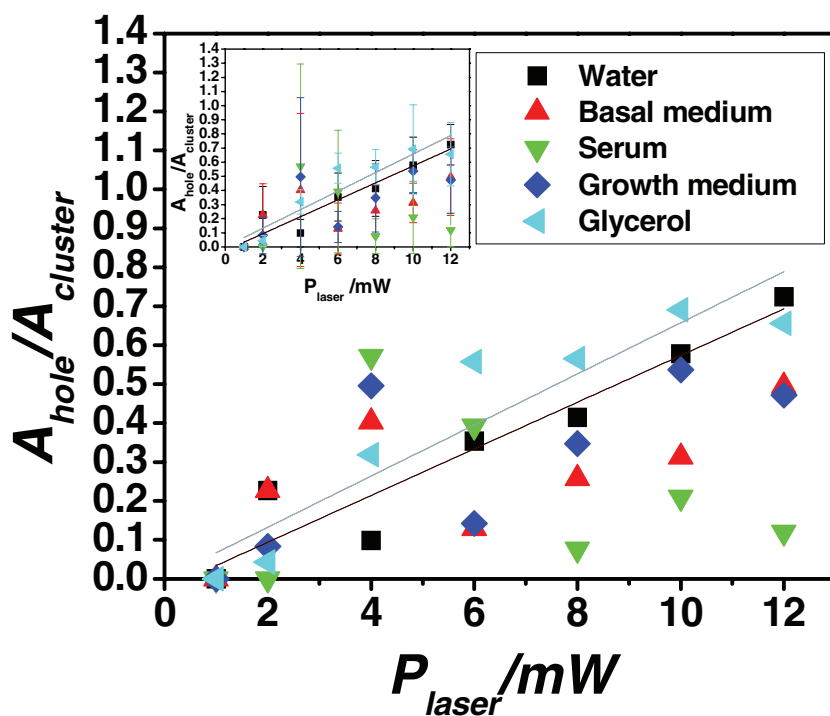 1.4
1.3
1.2
1.1
1.0
0.9
0.8
0.7
0.6
0.5
0.4
0.3
0.2
0.1
0.0
0 2 4 6 8 10 12
A_hole/A_cluster
P_laser/mW
1.4
1.3
1.2
1.1
1.0
0.9
0.8
0.7
0.6
0.5
0.4
0.3
0.2
0.1
0.0
0 2 4 6 8 10 12
A_hole/A_cluster
P_laser /mW
Water
Basal medium
Serum
Growth medium
Glycerol